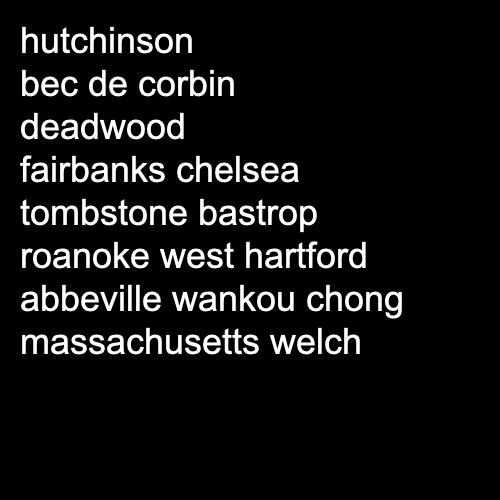 hutchinson
bec de corbin
deadwood
fairbanks chelsea
tombstone bastrop
roanoke west hartford
abbeville wankou chong
massachusetts welch